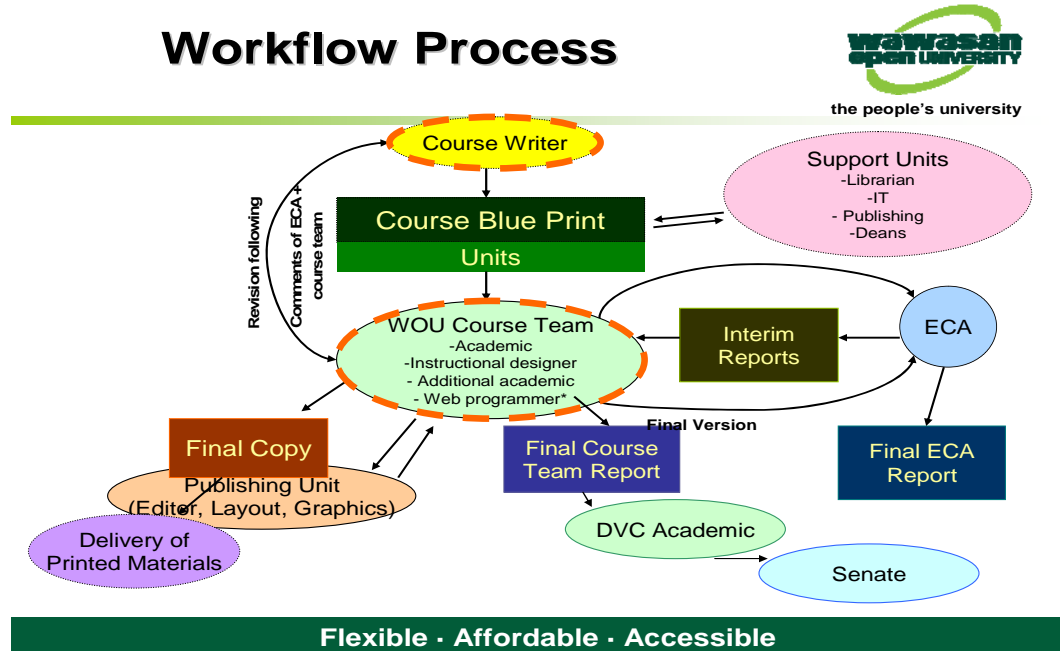 Workflow Process
wawasan
open UNIVERSITY
the people's university
Course Writer
Support Units
-Librarian
-IT
- Publishing
-Deans
Course Blue Print
Units
Revision following
Comments of ECA +
course team
WOU Course Team
-Academic
-Instructional designer
- Additional academic
- Web programmer*
Interim
Reports
ECA
Final Version
Final Copy
Final Course
Team Report
Final ECA
Report
Publishing Unit
(Editor, Layout, Graphics)
DVC Academic
Delivery of
Printed Materials
Senate
Flexible · Affordable · Accessible